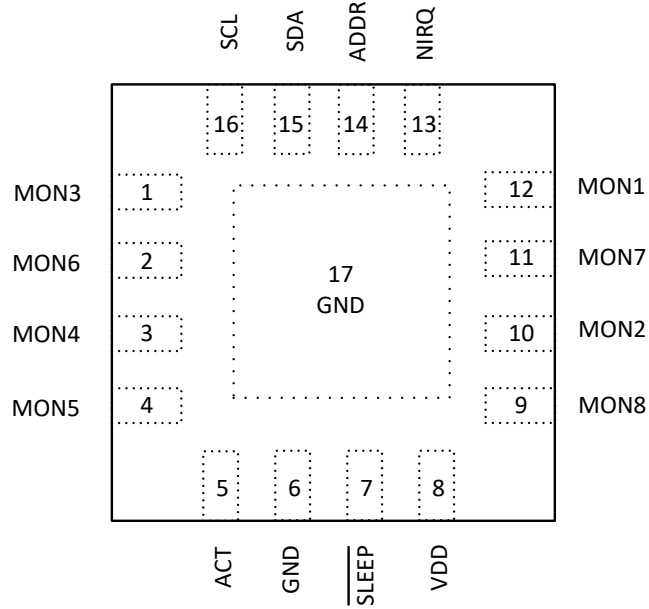 SCL SDA ADDR NIRQ
16 15 14 13
MON3 1 12 MON1
MON6 2 11 MON7
17
GND
MON4 3 10 MON2
MON5 4 9 MON8
5 6 7 8
ACT GND SLEEP VDD